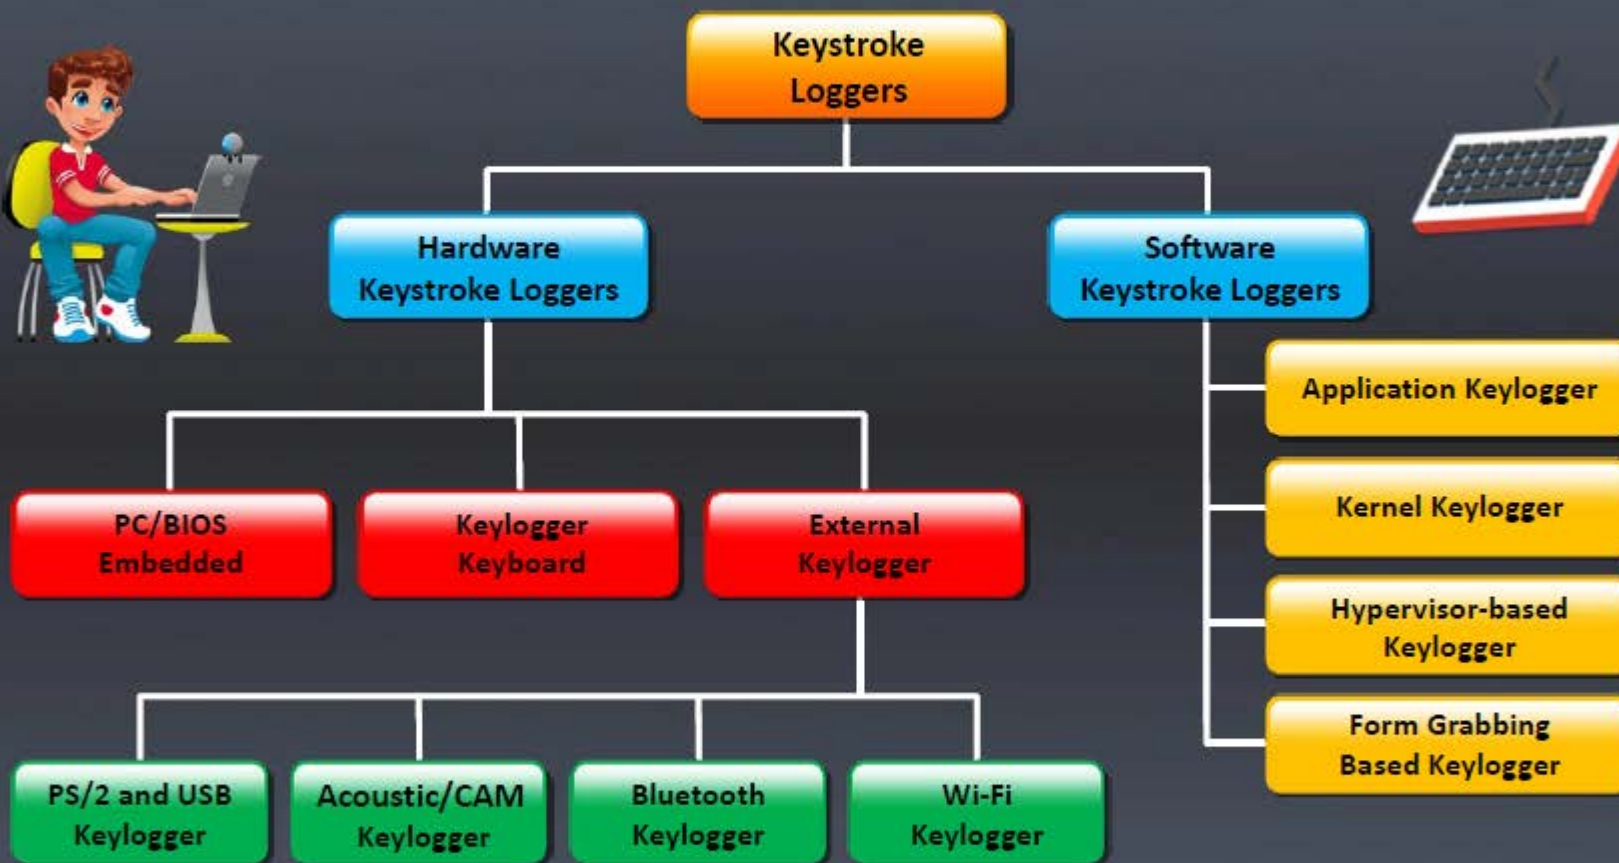 Keystroke
Loggers
Hardware
Keystroke Loggers
Software
Keystroke Loggers
Application Keylogger
Kernel Keylogger
Hypervisor-based
Keylogger
Form Grabbing
Based Keylogger
PC/BIOS
Embedded
Keylogger
Keyboard
External
Keylogger
PS/2 and USB
Keylogger
Acoustic/CAM
Keylogger
Bluetooth
Keylogger
Wi-Fi
Keylogger